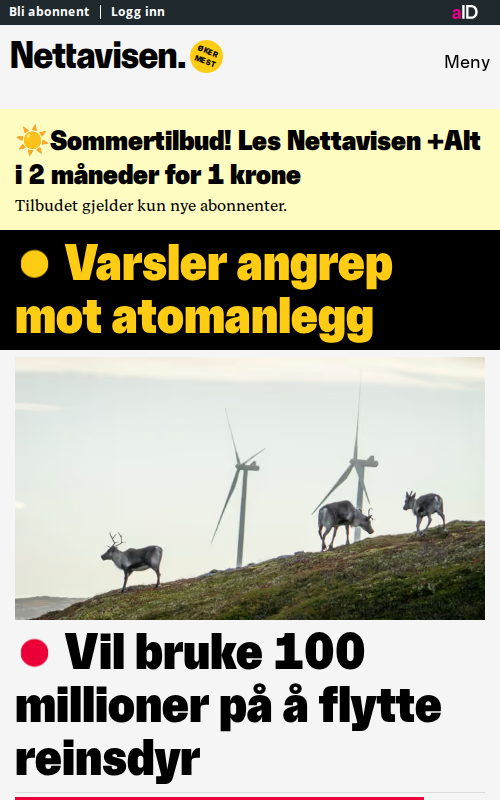 Bli abonnent | Logg inn
aID
Nettavisen.
ØKER
MEST
Meny
☀️Sommertilbud! Les Nettavisen +Alt
i 2 måneder for 1 krone
Tilbudet gjelder kun nye abonnenter.
Varsler angrep
mot atomanlegg
Vil bruke 100
millioner på å flytte
reinsdyr